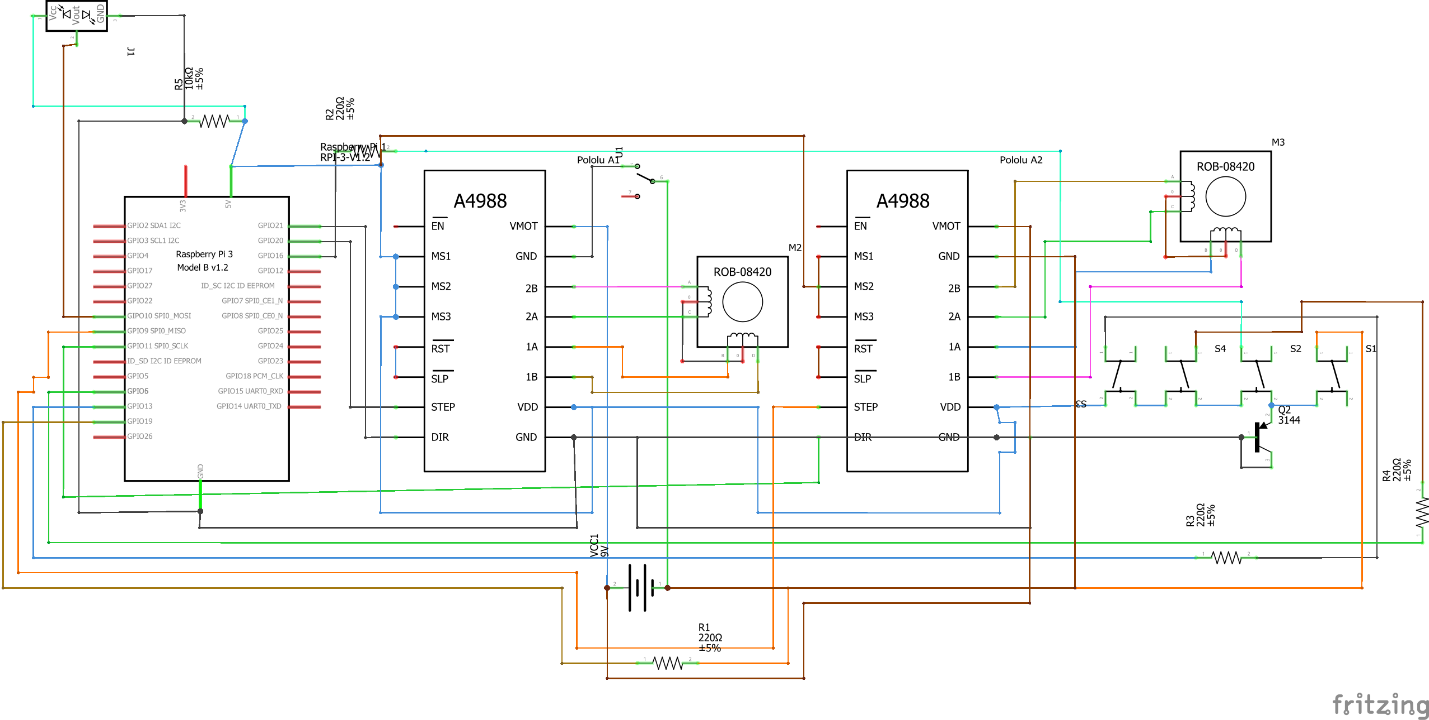 Vcc
Vout
GND
J1
R5
10kΩ
±5%
R2
220Ω
±5%
Raspberry Pi 1
RPI-3-V1.2
3V3
5V
GPIO2 SDA1 I2C
GPIO3 SCL1 I2C
GPIO4
GPIO17
GPIO27
GPIO22
GIPO10 SPI0_MOSI
GPIO9 SPI0_MISO
GPIO11 SPI0_SCLK
ID_SD I2C ID EEPROM
GPIO5
GPIO6
GPIO13
GPIO19
GPIO26
Raspberry Pi 3
Model B v1.2
GPIO21
GPIO20
GPIO16
GPIO12
ID_SC I2C ID EEPROM
GPIO7 SPI0_CE1_N
GPIO8 SPI0_CE0_N
GPIO25
GPIO24
GPIO23
GPIO18 PCM_CLK
GPIO15 UART0_RXD
GPIO14 UART0_TXD
GND
Pololu A1
A4988
EN
MS1
MS2
MS3
RST
SLP
STEP
DIR
VMOT
GND
2B
2A
1A
1B
VDD
GND
U1
M2
ROB-08420
Pololu A2
A4988
EN
MS1
MS2
MS3
RST
SLP
STEP
DIR
VMOT
GND
2B
2A
1A
1B
VDD
GND
M3
ROB-08420
S4
S2
S1
S3
Q2
3144
R4
220Ω
±5%
R3
220Ω
±5%
VCC1
9V
R1
220Ω
±5%
fritzing